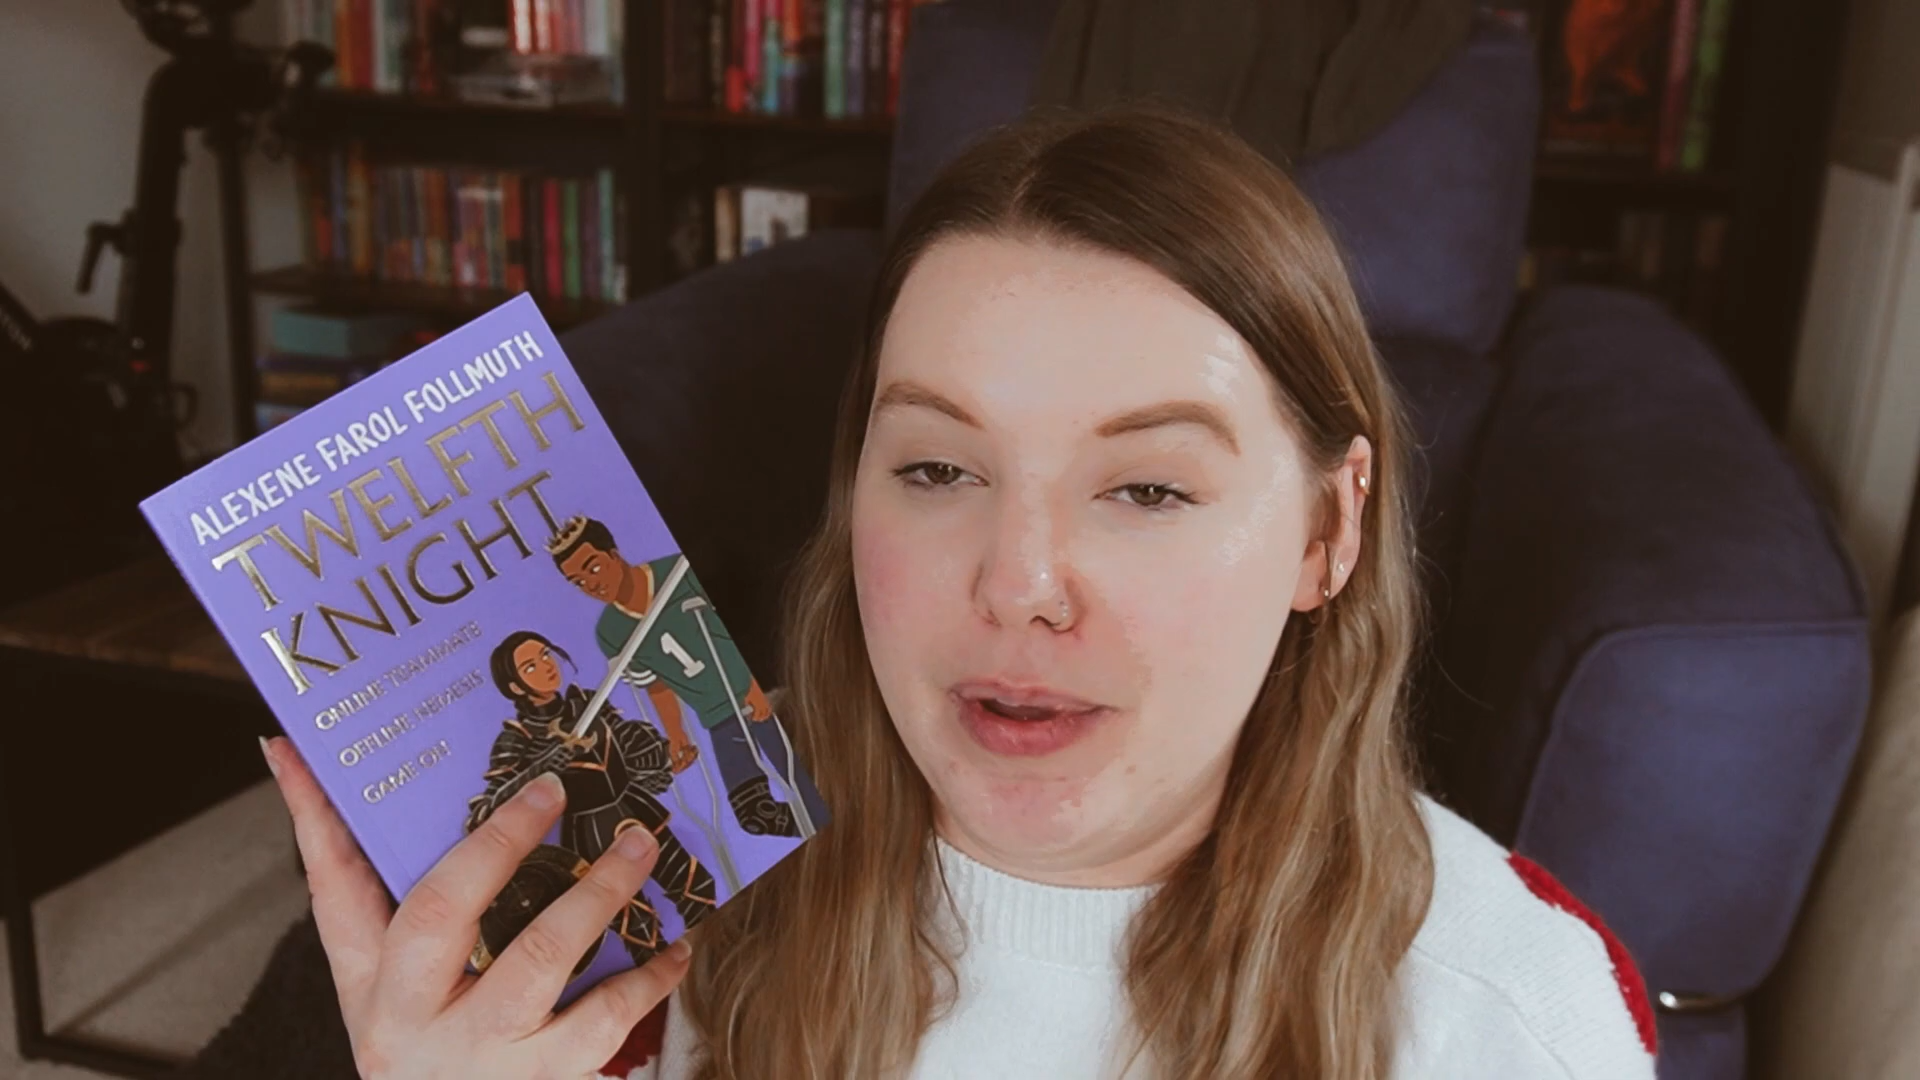 ALEXENE FAROL FOLLMUTH
TWELFTH
KNIGHT
ONLINE TEAMMATE
OFFLINE NEMESIS
GAME ON
1